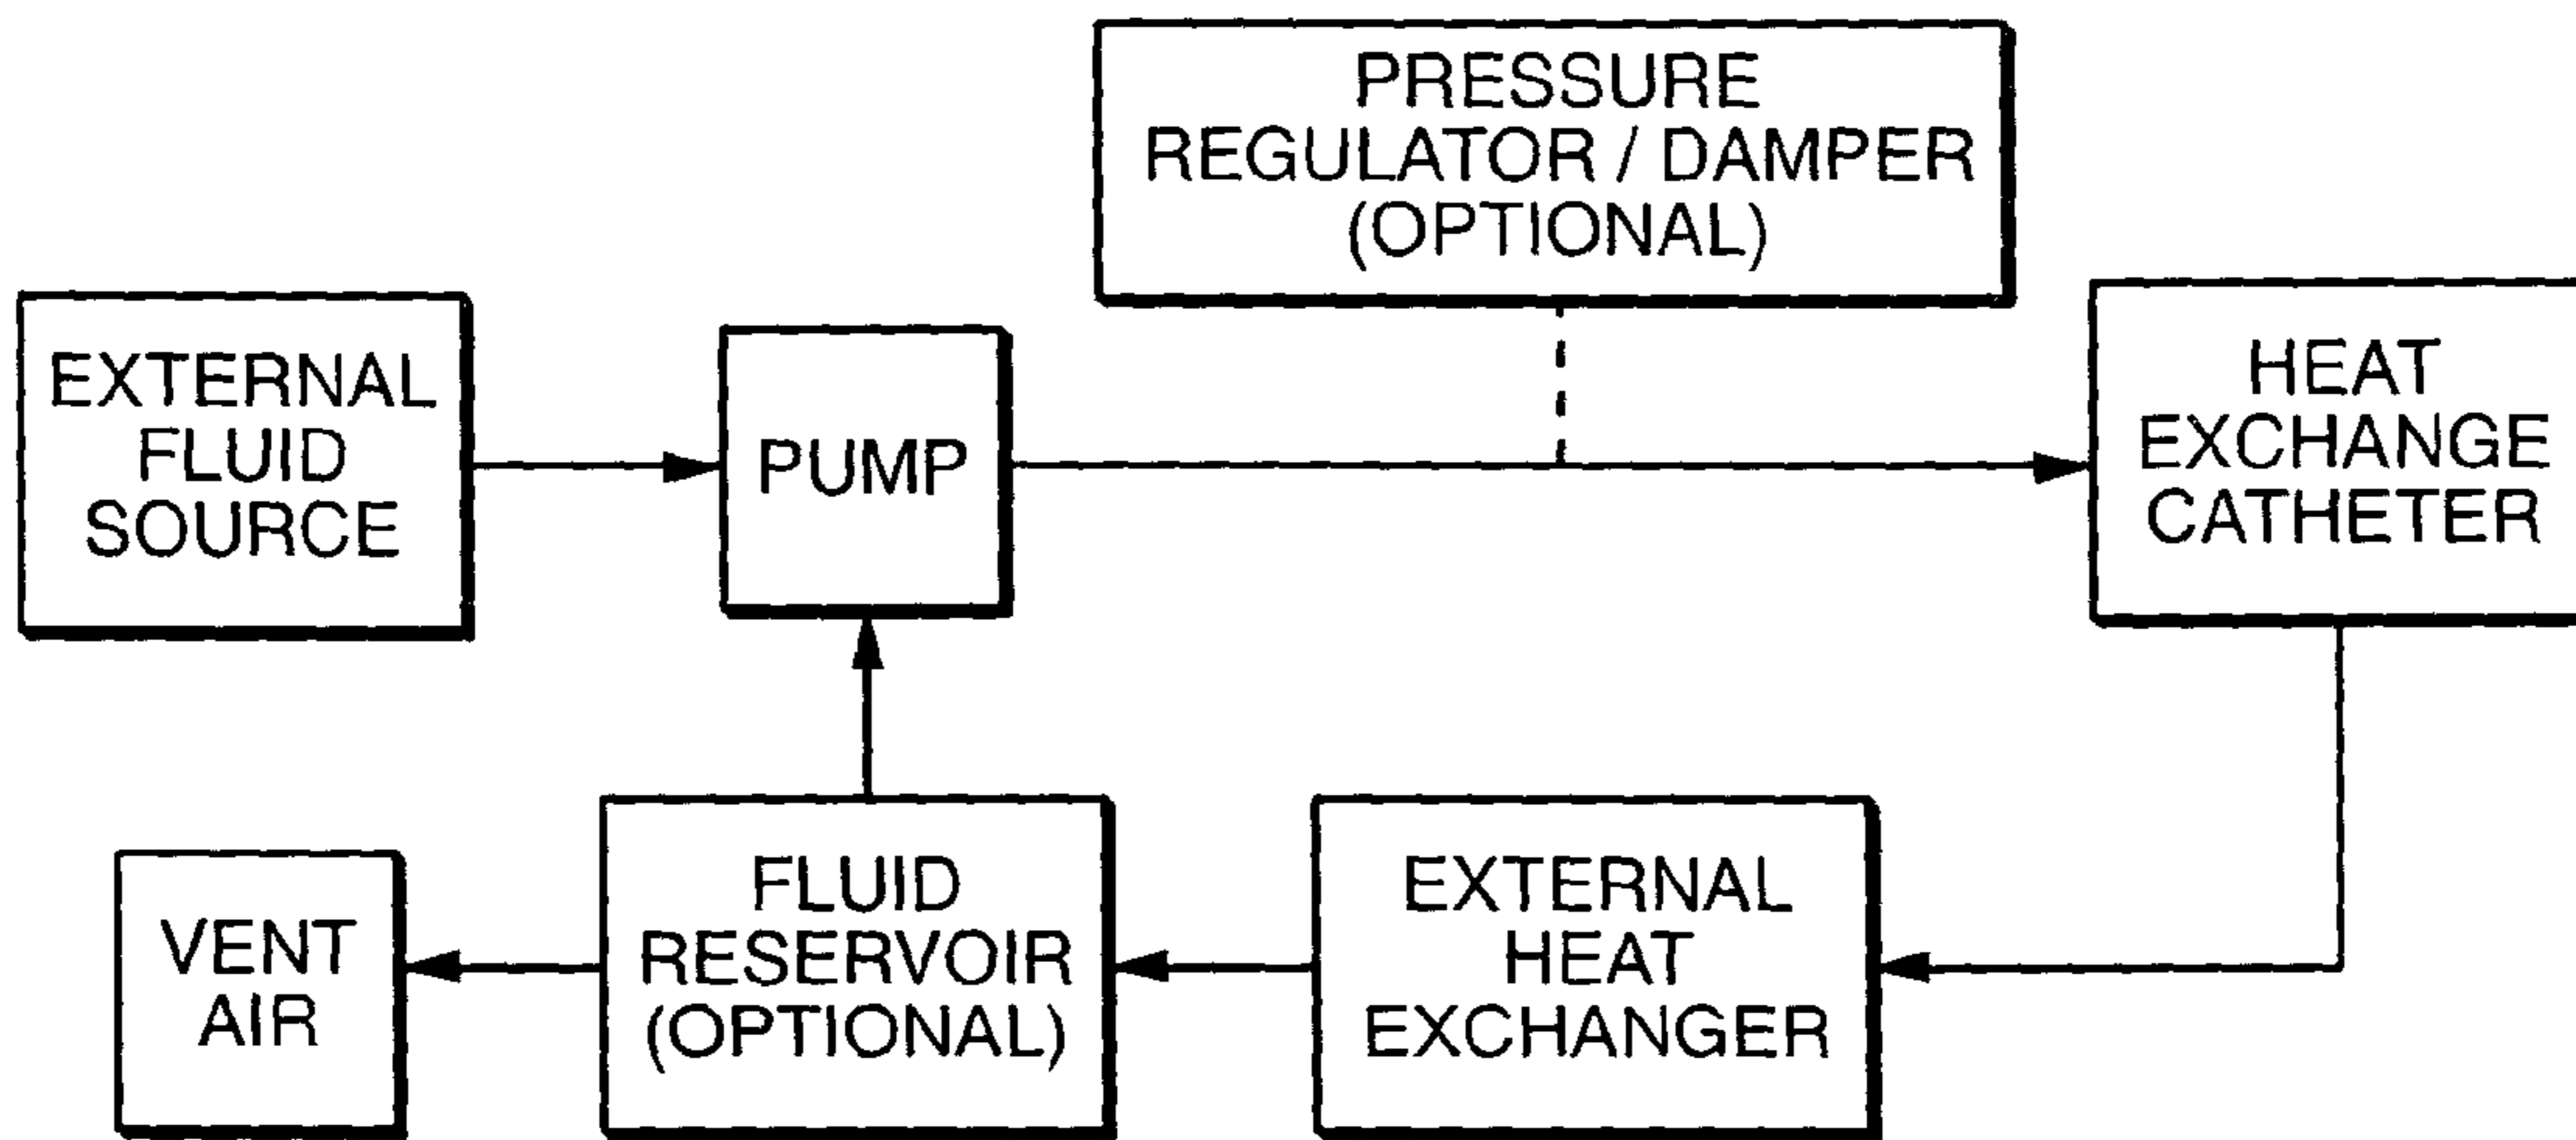 PRESSURE
REGULATOR / DAMPER
(OPTIONAL)
EXTERNAL
FLUID
SOURCE
PUMP
HEAT
EXCHANGE
CATHETER
VENT
AIR
FLUID
RESERVOIR
(OPTIONAL)
EXTERNAL
HEAT
EXCHANGER